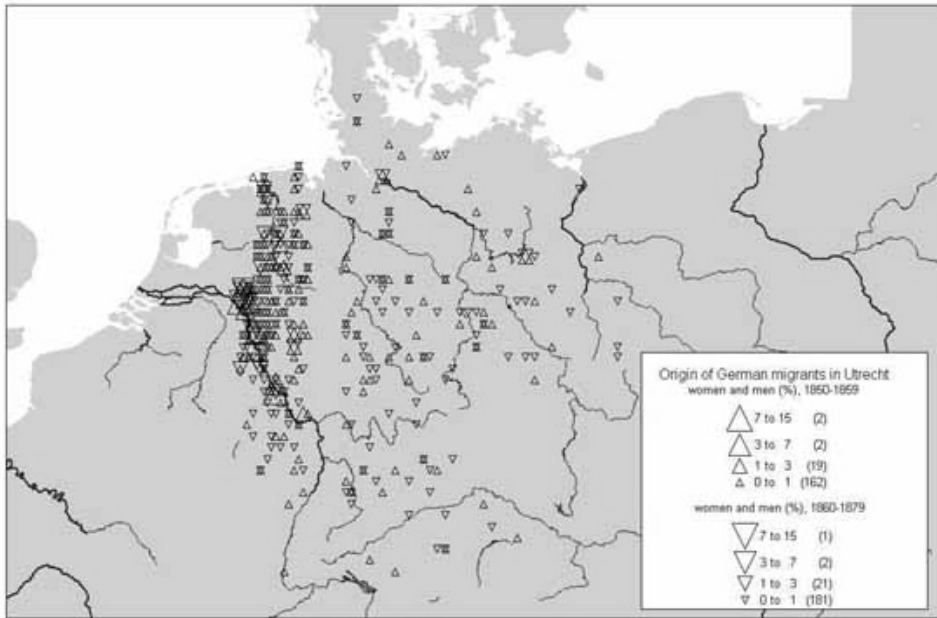 Origin of German migrants in Utrecht
women and men (%), 1850-1859
7 to 15 (2)
3 to 7 (2)
1 to 3 (19)
0 to 1 (162)
women and men (%), 1860-1879
7 to 15 (1)
3 to 7 (2)
1 to 3 (21)
0 to 1 (181)